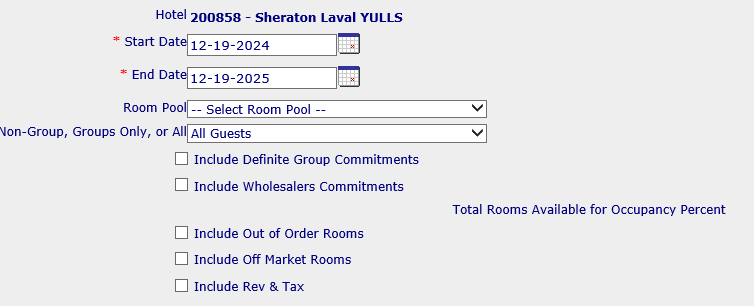 Hotel 200858 - Sheraton Laval YULLS
* Start Date 12-19-2024
* End Date 12-19-2025
Room Pool -- Select Room Pool --
Non-Group, Groups Only, or All All Guests
Include Definite Group Commitments
Include Wholesalers Commitments
Total Rooms Available for Occupancy Percent
Include Out of Order Rooms
Include Off Market Rooms
Include Rev & Tax